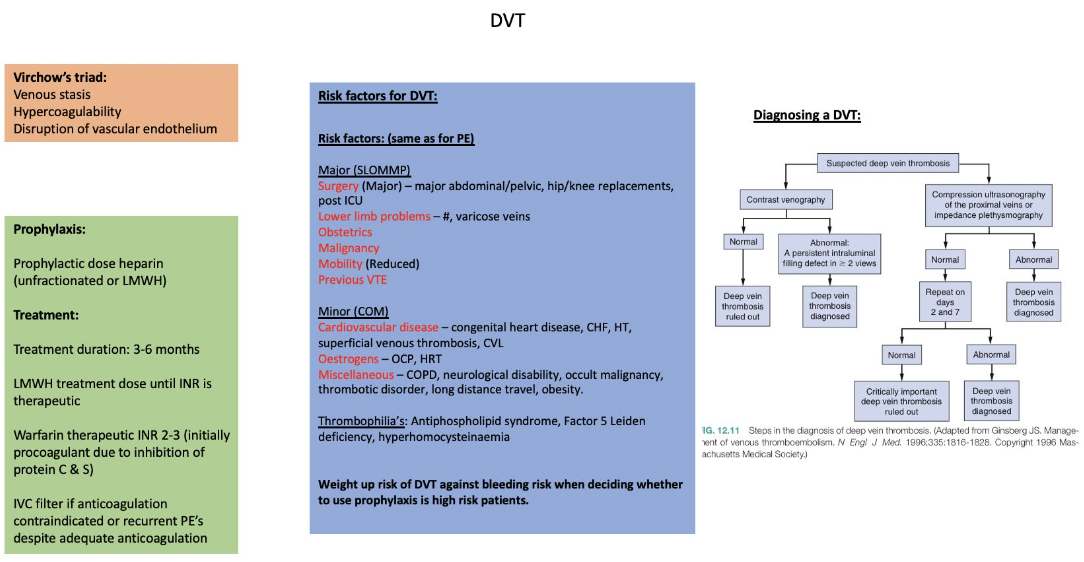 DVT
Virchow's triad:
Venous stasis
Hypercoagulability
Disruption of vascular endothelium
Prophylaxis:
Prophylactic dose heparin
(unfractionated or LMWH)
Treatment:
Treatment duration: 3-6 months
LMWH treatment dose until INR is
therapeutic
Warfarin therapeutic INR 2-3 (initially
procoagulant due to inhibition of
protein C & S)
IVC filter if anticoagulation
contraindicated or recurrent PE's
despite adequate anticoagulation
Risk factors for DVT:
Risk factors: (same as for PE)
Major (SLOMMP)
Surgery (Major) – major abdominal/pelvic, hip/knee replacements,
post ICU
Lower limb problems – #, varicose veins
Obstetrics
Malignancy
Mobility (Reduced)
Previous VTE
Minor (COM)
Cardiovascular disease – congenital heart disease, CHF, HT,
superficial venous thrombosis, CVL
Oestrogens – OCP, HRT
Miscellaneous – COPD, neurological disability, occult malignancy,
thrombotic disorder, long distance travel, obesity.
Thrombophilia's: Antiphospholipid syndrome, Factor 5 Leiden
deficiency, hyperhomocysteinaemia
Weight up risk of DVT against bleeding risk when deciding whether
to use prophylaxis is high risk patients.
Diagnosing a DVT:
Suspected deep vein thrombosis
Contrast venography
Compression ultrasonography
of the proximal veins or
impedance plethysmography
Normal
Abnormal:
A persistent intraluminal
filling defect in ≥ 2 views
Normal
Abnormal
Deep vein
thrombosis
ruled out
Deep vein
thrombosis
diagnosed
Repeat on
days
2 and 7
Deep vein
thrombosis
diagnosed
Normal
Abnormal
Critically important
deep vein thrombosis
ruled out
Deep vein
thrombosis
diagnosed
IG. 12.11 Steps in the diagnosis of deep vein thrombosis. (Adapted from Ginsberg JS. Manage-
ent of venous thromboembolism. N Engl J Med. 1996;335:1816-1828. Copyright 1996 Mas-
achusetts Medical Society.)